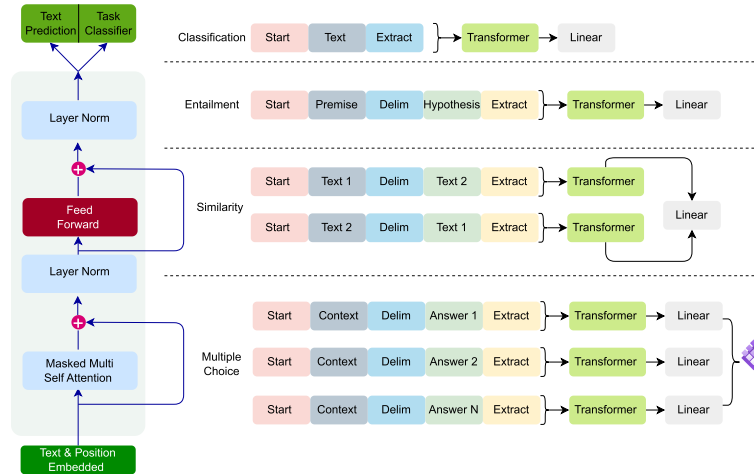 Text
Prediction
Task
Classifier
Layer Norm
Feed
Forward
Layer Norm
Masked Multi
Self Attention
Text & Position
Embedded
Classification
Start
Text
Extract
Transformer
Linear
Entailment
Start
Premise
Delim
Hypothesis
Extract
Transformer
Linear
Similarity
Start
Text 1
Delim
Text 2
Extract
Transformer
Start
Text 2
Delim
Text 1
Extract
Transformer
Linear
Multiple
Choice
Start
Context
Delim
Answer 1
Extract
Transformer
Linear
Start
Context
Delim
Answer 2
Extract
Transformer
Linear
Start
Context
Delim
Answer N
Extract
Transformer
Linear